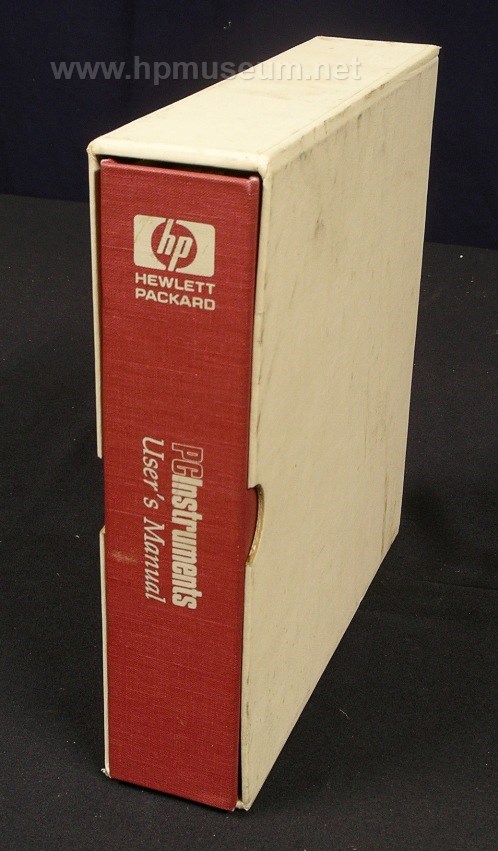 www.hpmuseum.net
hp
HEWLETT
PACKARD
PCInstruments
User's Manual